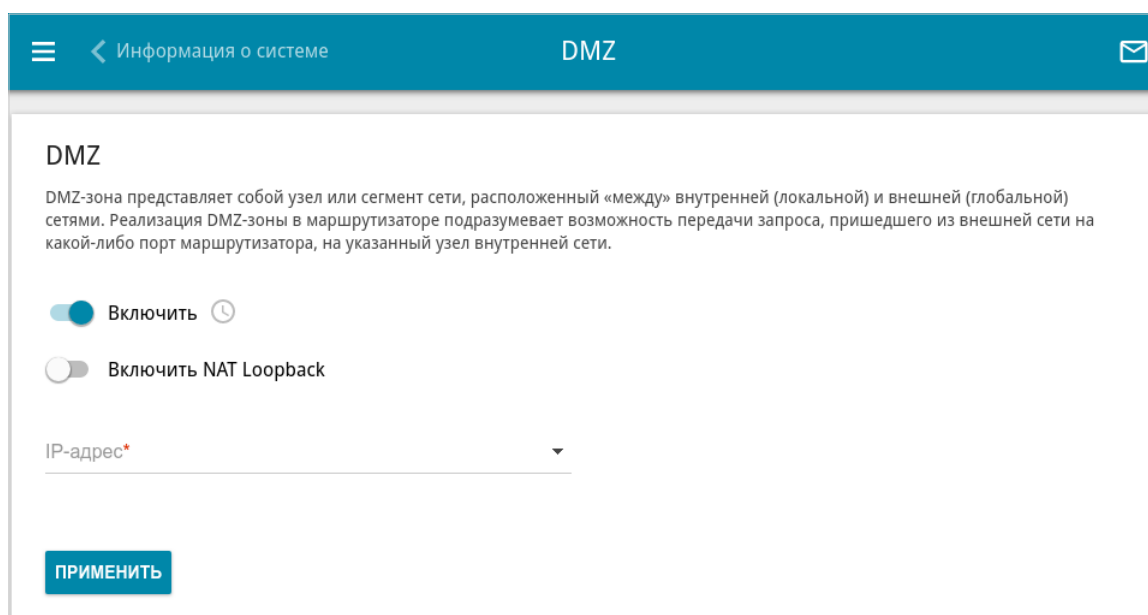 Информация о системе
DMZ
DMZ
DMZ-зона представляет собой узел или сегмент сети, расположенный «между» внутренней (локальной) и внешней (глобальной)
сетями. Реализация DMZ-зоны в маршрутизаторе подразумевает возможность передачи запроса, пришедшего из внешней сети на
какой-либо порт маршрутизатора, на указанный узел внутренней сети.
Включить
Включить NAT Loopback
IP-адрес*
ПРИМЕНИТЬ